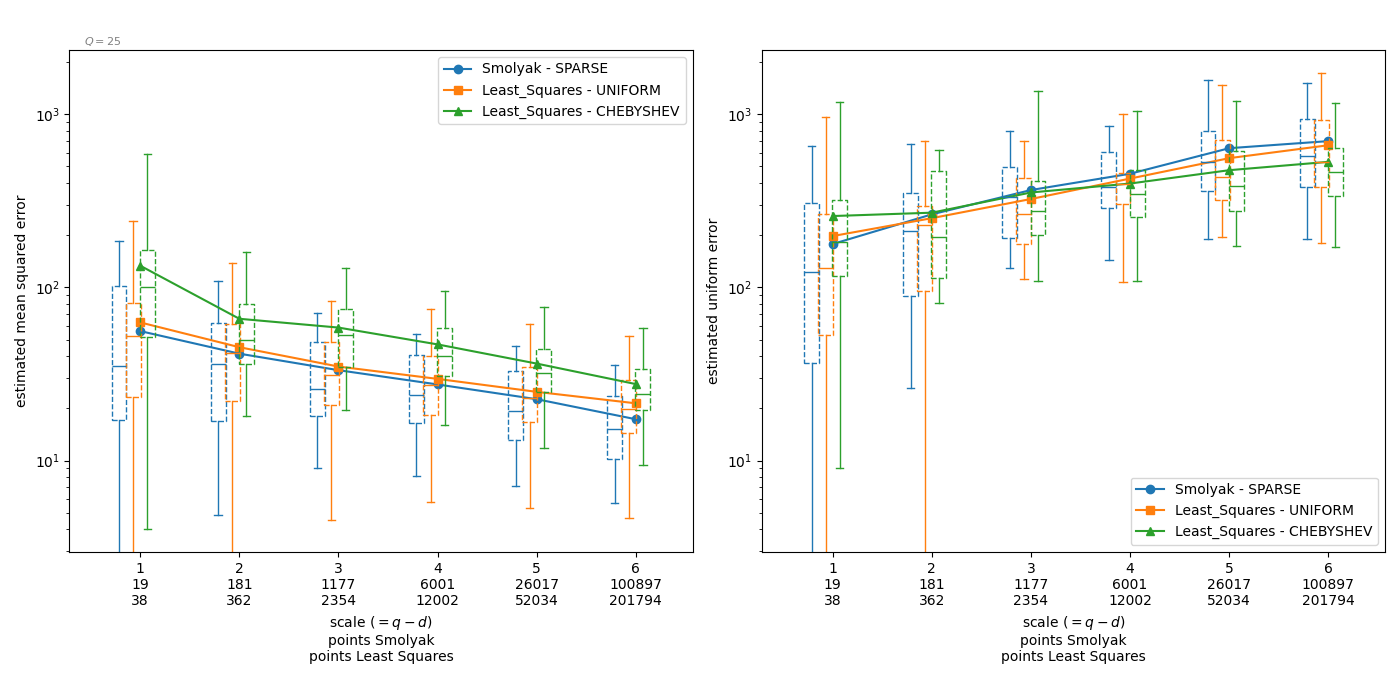 Q = 25
Smolyak - SPARSE
Least_Squares - UNIFORM
Least_Squares - CHEBYSHEV
estimated mean squared error
10³
10²
10¹
1 2 3 4 5 6
19 181 1177 6001 26017 100897
38 362 2354 12002 52034 201794
scale (= q − d)
points Smolyak
points Least Squares
estimated uniform error
10³
10²
10¹
Smolyak - SPARSE
Least_Squares - UNIFORM
Least_Squares - CHEBYSHEV
1 2 3 4 5 6
19 181 1177 6001 26017 100897
38 362 2354 12002 52034 201794
scale (= q − d)
points Smolyak
points Least Squares